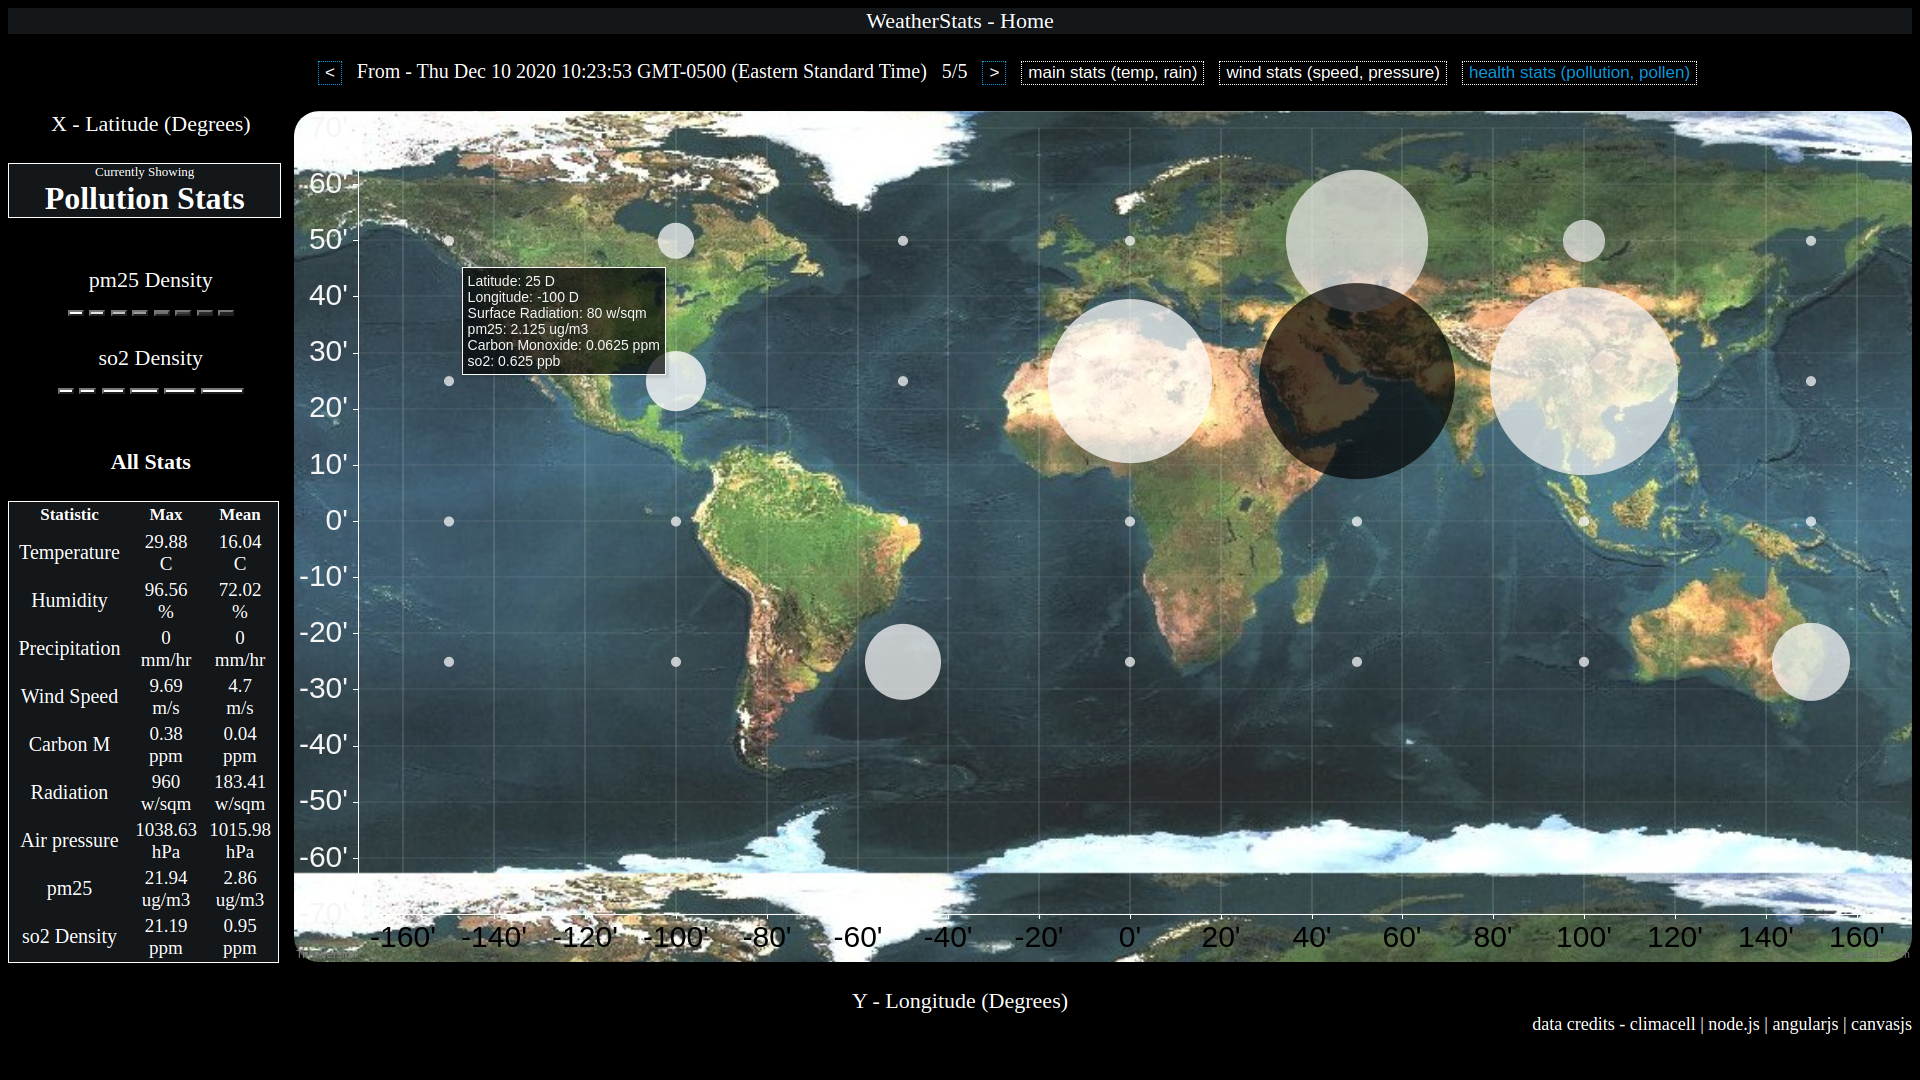 WeatherStats - Home
< From - Thu Dec 10 2020 10:23:53 GMT-0500 (Eastern Standard Time) 5/5 > main stats (temp, rain) wind stats (speed, pressure) health stats (pollution, pollen)
X - Latitude (Degrees)
Currently Showing
Pollution Stats
pm25 Density
so2 Density
All Stats
Statistic Max Mean
Temperature 29.88 C 16.04 C
Humidity 96.56 % 72.02 %
Precipitation 0 mm/hr 0 mm/hr
Wind Speed 9.69 m/s 4.7 m/s
Carbon M 0.38 ppm 0.04 ppm
Radiation 960 w/sqm 183.41 w/sqm
Air pressure 1038.63 hPa 1015.98 hPa
pm25 21.94 ug/m3 2.86 ug/m3
so2 Density 21.19 ppm 0.95 ppm
70'
60'
50'
40'
30'
20'
10'
0'
-10'
-20'
-30'
-40'
-50'
-60'
-70'
Latitude: 25 D
Longitude: -100 D
Surface Radiation: 80 w/sqm
pm25: 2.125 ug/m3
Carbon Monoxide: 0.0625 ppm
so2: 0.625 ppb
-160' -140' -120' -100' -80' -60' -40' -20' 0' 20' 40' 60' 80' 100' 120' 140' 160'
Y - Longitude (Degrees)
data credits - climacell | node.js | angularjs | canvasjs